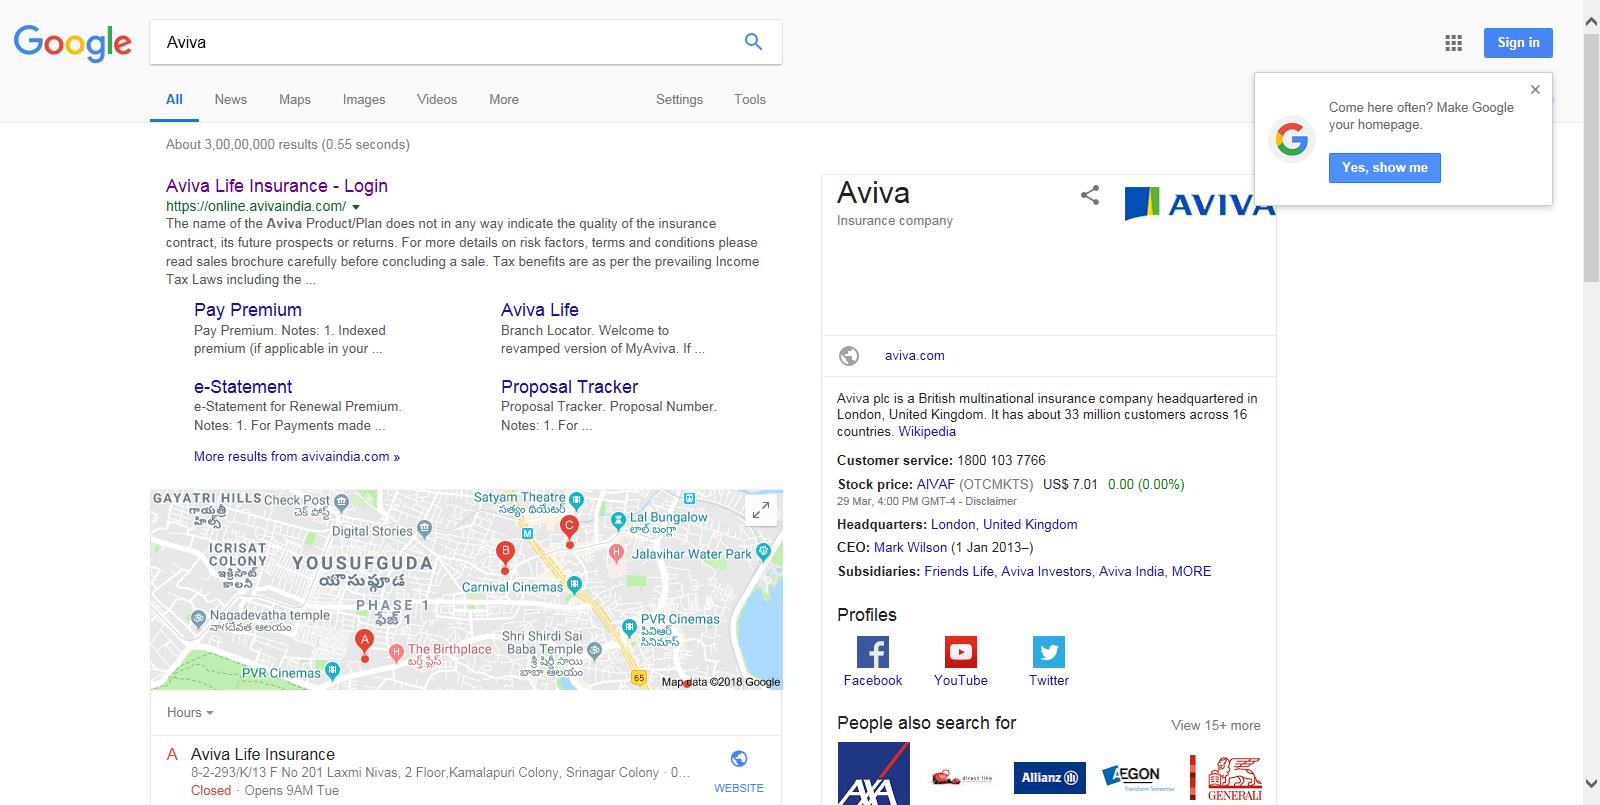 Google
Aviva
Sign in
All
News
Maps
Images
Videos
More
Settings
Tools
Come here often? Make Google
your homepage.
Yes, show me
About 3,00,00,000 results (0.55 seconds)
Aviva Life Insurance - Login
https://online.avivaindia.com/
The name of the Aviva Product/Plan does not in any way indicate the quality of the insurance
contract, its future prospects or returns. For more details on risk factors, terms and conditions please
read sales brochure carefully before concluding a sale. Tax benefits are as per the prevailing Income
Tax Laws including the ...
Pay Premium
Pay Premium. Notes: 1. Indexed
premium (if applicable in your ...
Aviva Life
Branch Locator. Welcome to
revamped version of MyAviva. If ...
e-Statement
e-Statement for Renewal Premium.
Notes: 1. For Payments made ...
Proposal Tracker
Proposal Tracker. Proposal Number.
Notes: 1. For ...
More results from avivaindia.com »
GAYATRI HILLS
గాయత్రీ
హిల్స్
Check Post
చెక్ పోస్ట్
Satyam Theatre
సత్యం థియేటర్
Digital Stories
Lal Bungalow
లాల్ బంగ్లా
ICRISAT
COLONY
ఇక్రిసాట్
కాలనీ
YOUSUFGUDA
యూసుఫ్గూడ
B
C
M
H
Jalavihar Water Park
Carnival Cinemas
PHASE 1
ఫేజ్ 1
Nagadevatha temple
నాగదేవత ఆలయం
PVR Cinemas
పివిఆర్
సినిమాస్
A
H
The Birthplace
బర్త్ ప్లేస్
Shri Shirdi Sai
Baba Temple
శ్రీ షిర్డీ సాయి
బాబా ఆలయం
PVR Cinemas
65
Map data ©2018 Google
Hours
A Aviva Life Insurance
8-2-293/K/13 F No 201 Laxmi Nivas, 2 Floor,Kamalapuri Colony, Srinagar Colony · 0...
Closed · Opens 9AM Tue
WEBSITE
Aviva
Insurance company
AVIVA
aviva.com
Aviva plc is a British multinational insurance company headquartered in
London, United Kingdom. It has about 33 million customers across 16
countries. Wikipedia
Customer service: 1800 103 7766
Stock price: AIVAF (OTCMKTS) US$ 7.01 0.00 (0.00%)
29 Mar, 4:00 PM GMT-4 - Disclaimer
Headquarters: London, United Kingdom
CEO: Mark Wilson (1 Jan 2013–)
Subsidiaries: Friends Life, Aviva Investors, Aviva India, MORE
Profiles
Facebook
YouTube
Twitter
People also search for
View 15+ more
AXA
direct line
Allianz
AEGON
Transform Tomorrow
GENERALI